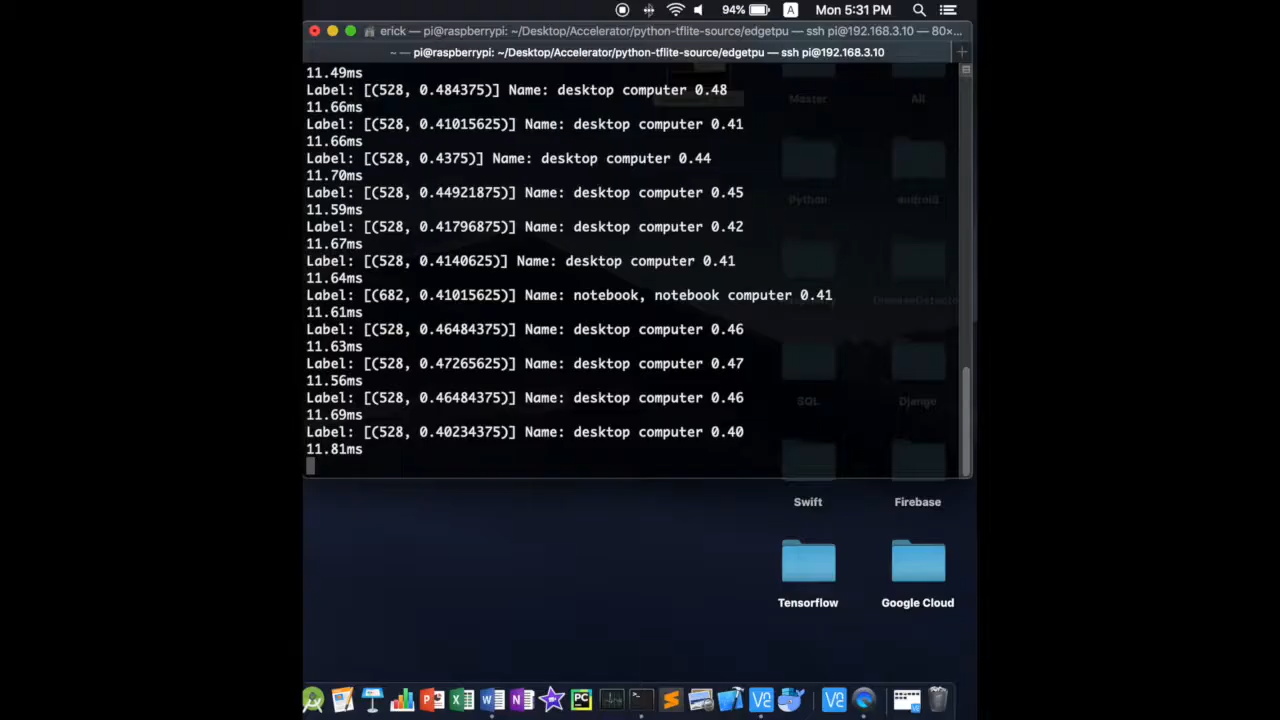 94% A Mon 5:31 PM
erick — pi@raspberrypi: ~/Desktop/Accelerator/python-tflite-source/edgetpu — ssh pi@192.168.3.10 — 80×...
~ — pi@raspberrypi: ~/Desktop/Accelerator/python-tflite-source/edgetpu — ssh pi@192.168.3.10
11.49ms
Label: [(528, 0.484375)] Name: desktop computer 0.48
11.66ms
Label: [(528, 0.41015625)] Name: desktop computer 0.41
11.66ms
Label: [(528, 0.4375)] Name: desktop computer 0.44
11.70ms
Label: [(528, 0.44921875)] Name: desktop computer 0.45
11.59ms
Label: [(528, 0.41796875)] Name: desktop computer 0.42
11.67ms
Label: [(528, 0.4140625)] Name: desktop computer 0.41
11.64ms
Label: [(682, 0.41015625)] Name: notebook, notebook computer 0.41
11.61ms
Label: [(528, 0.46484375)] Name: desktop computer 0.46
11.63ms
Label: [(528, 0.47265625)] Name: desktop computer 0.47
11.56ms
Label: [(528, 0.46484375)] Name: desktop computer 0.46
11.69ms
Label: [(528, 0.40234375)] Name: desktop computer 0.40
11.81ms
Master
All
Python
android
SQL
Django
Swift
Firebase
Tensorflow
Google Cloud
PC